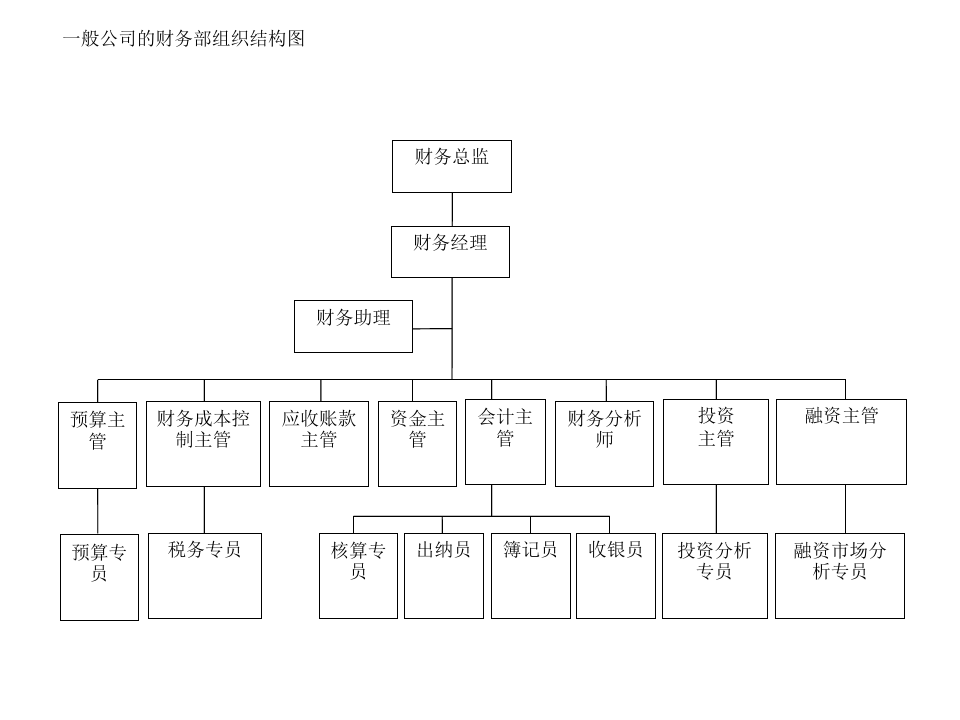 一般公司的财务部组织结构图
财务总监
财务经理
财务助理
预算主
管
财务成本控
制主管
应收账款
主管
资金主
管
会计主
管
财务分析
师
投资
主管
融资主管
预算专
员
税务专员
核算专
员
出纳员
簿记员
收银员
投资分析
专员
融资市场分
析专员